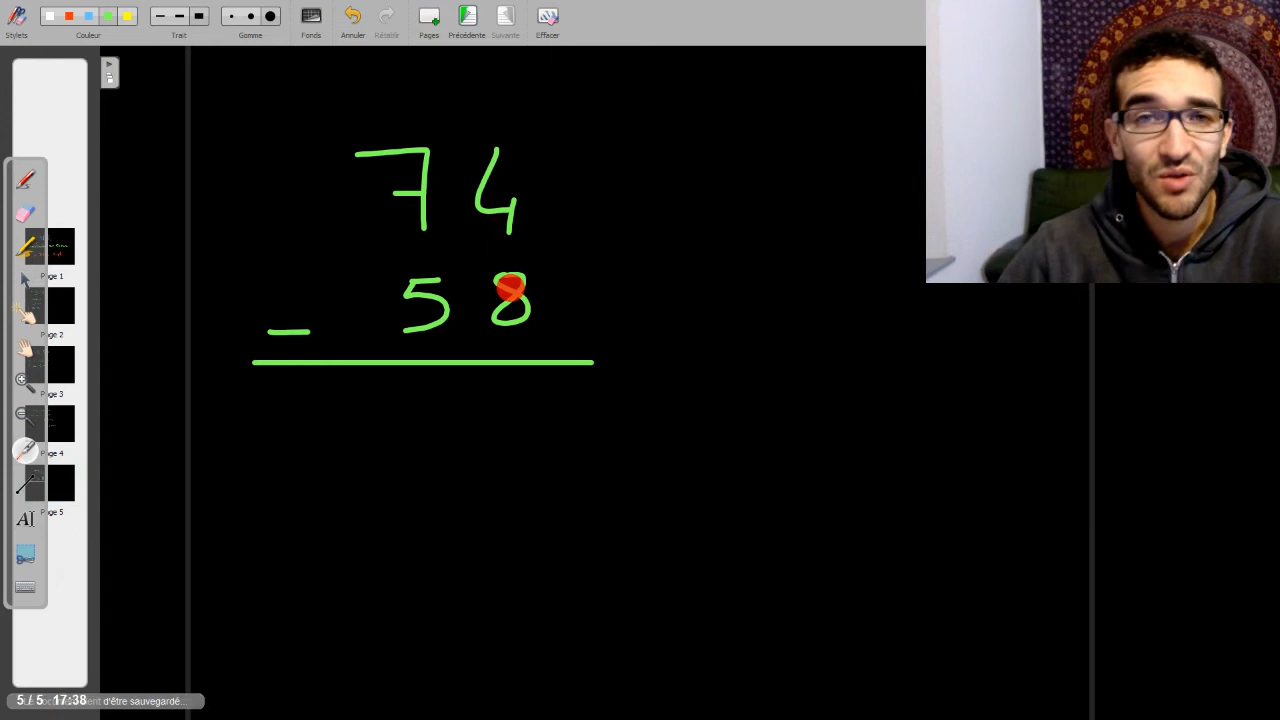 Stylets Couleur Trait Gomme Fonds Annuler Rétablir Pages Précédente Suivante Effacer
74
58
−
Page 1
Page 2
Page 3
Page 4
Page 5
AI
5 / 5 17:38 d'être sauvegardé...